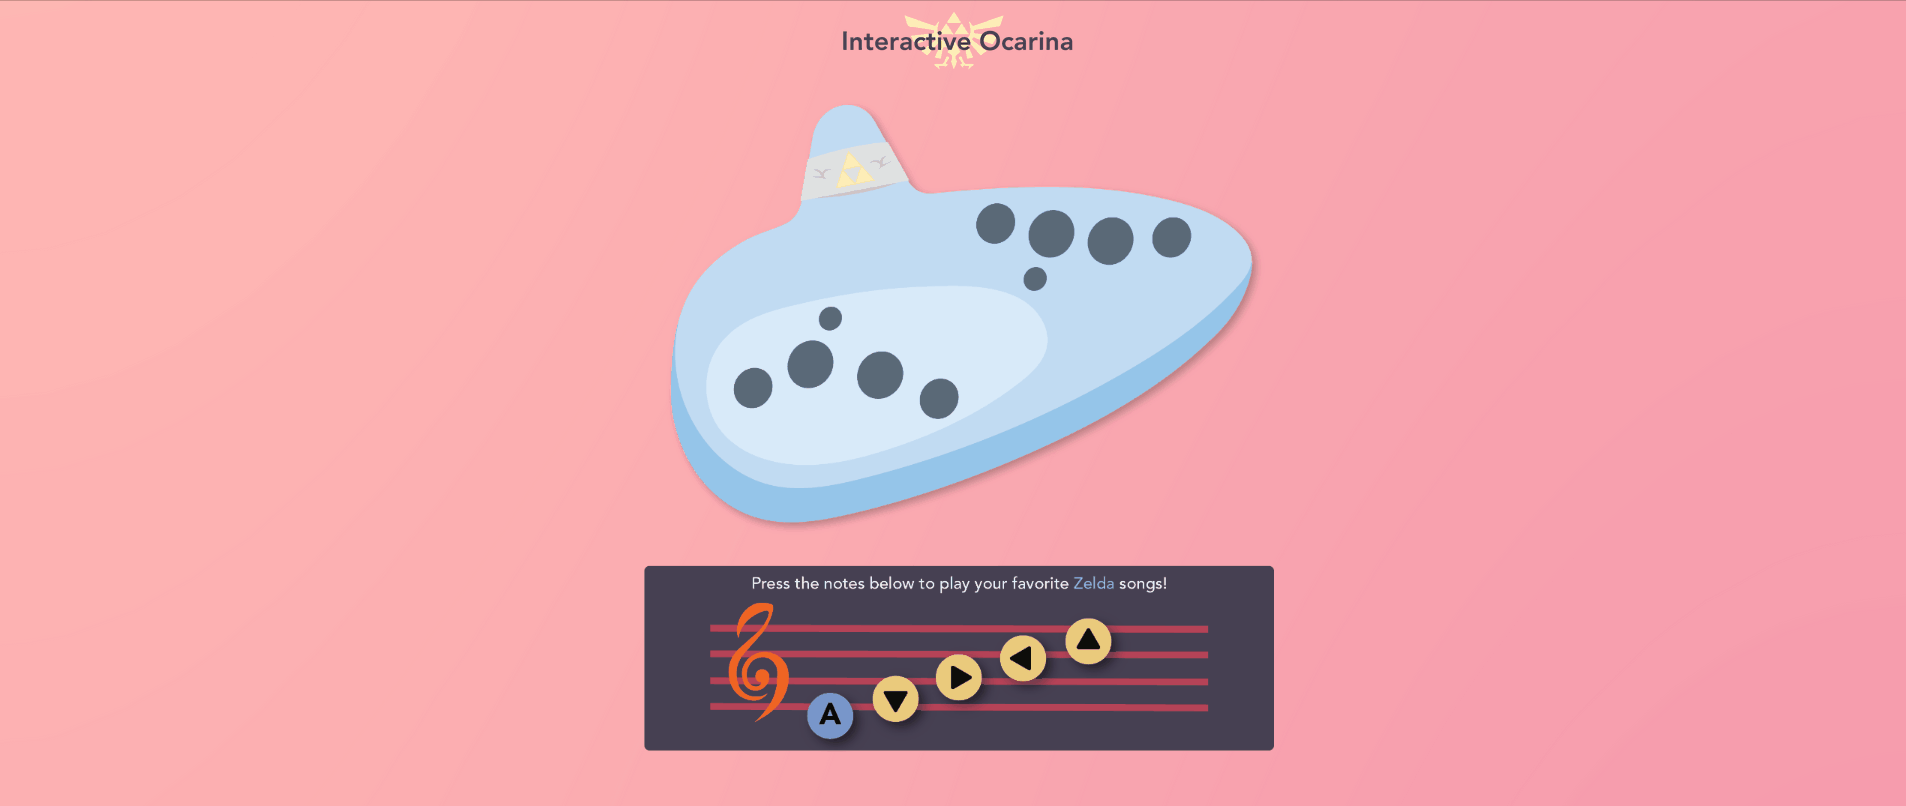 Interactive Ocarina
Press the notes below to play your favorite Zelda songs!
A